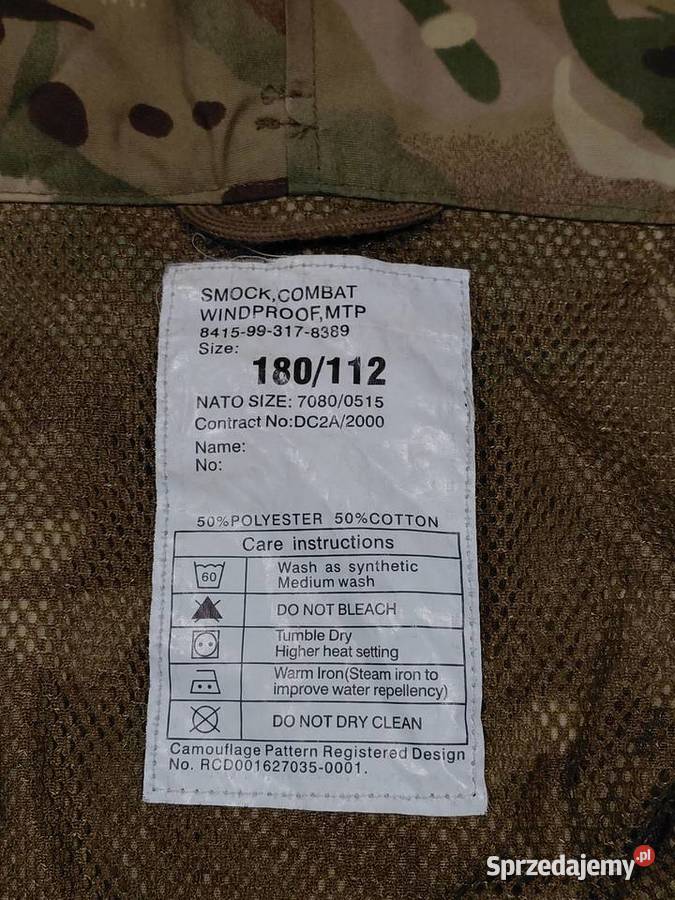 SMOCK,COMBAT
WINDPROOF,MTP
8415-99-317-8389
Size:
180/112
NATO SIZE: 7080/0515
Contract No:DC2A/2000
Name:
No:
50%POLYESTER 50%COTTON
Care instructions
60
Wash as synthetic
Medium wash
DO NOT BLEACH
Tumble Dry
Higher heat setting
Warm Iron(Steam iron to
improve water repellency)
DO NOT DRY CLEAN
Camouflage Pattern Registered Design
No. RCD001627035-0001.
Sprzedajemy.pl